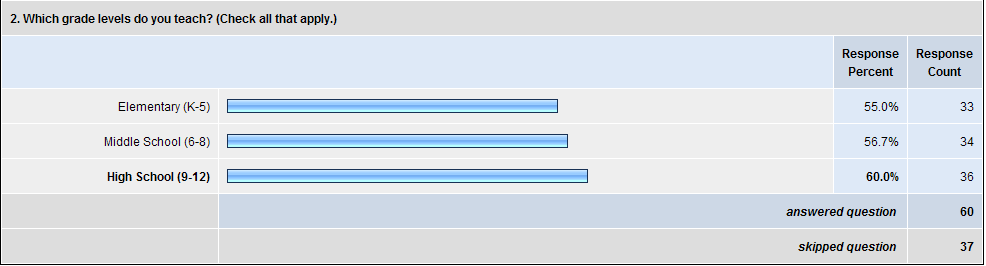 2. Which grade levels do you teach? (Check all that apply.)
Response Percent Response Count
Elementary (K-5) 55.0% 33
Middle School (6-8) 56.7% 34
High School (9-12) 60.0% 36
answered question 60
skipped question 37